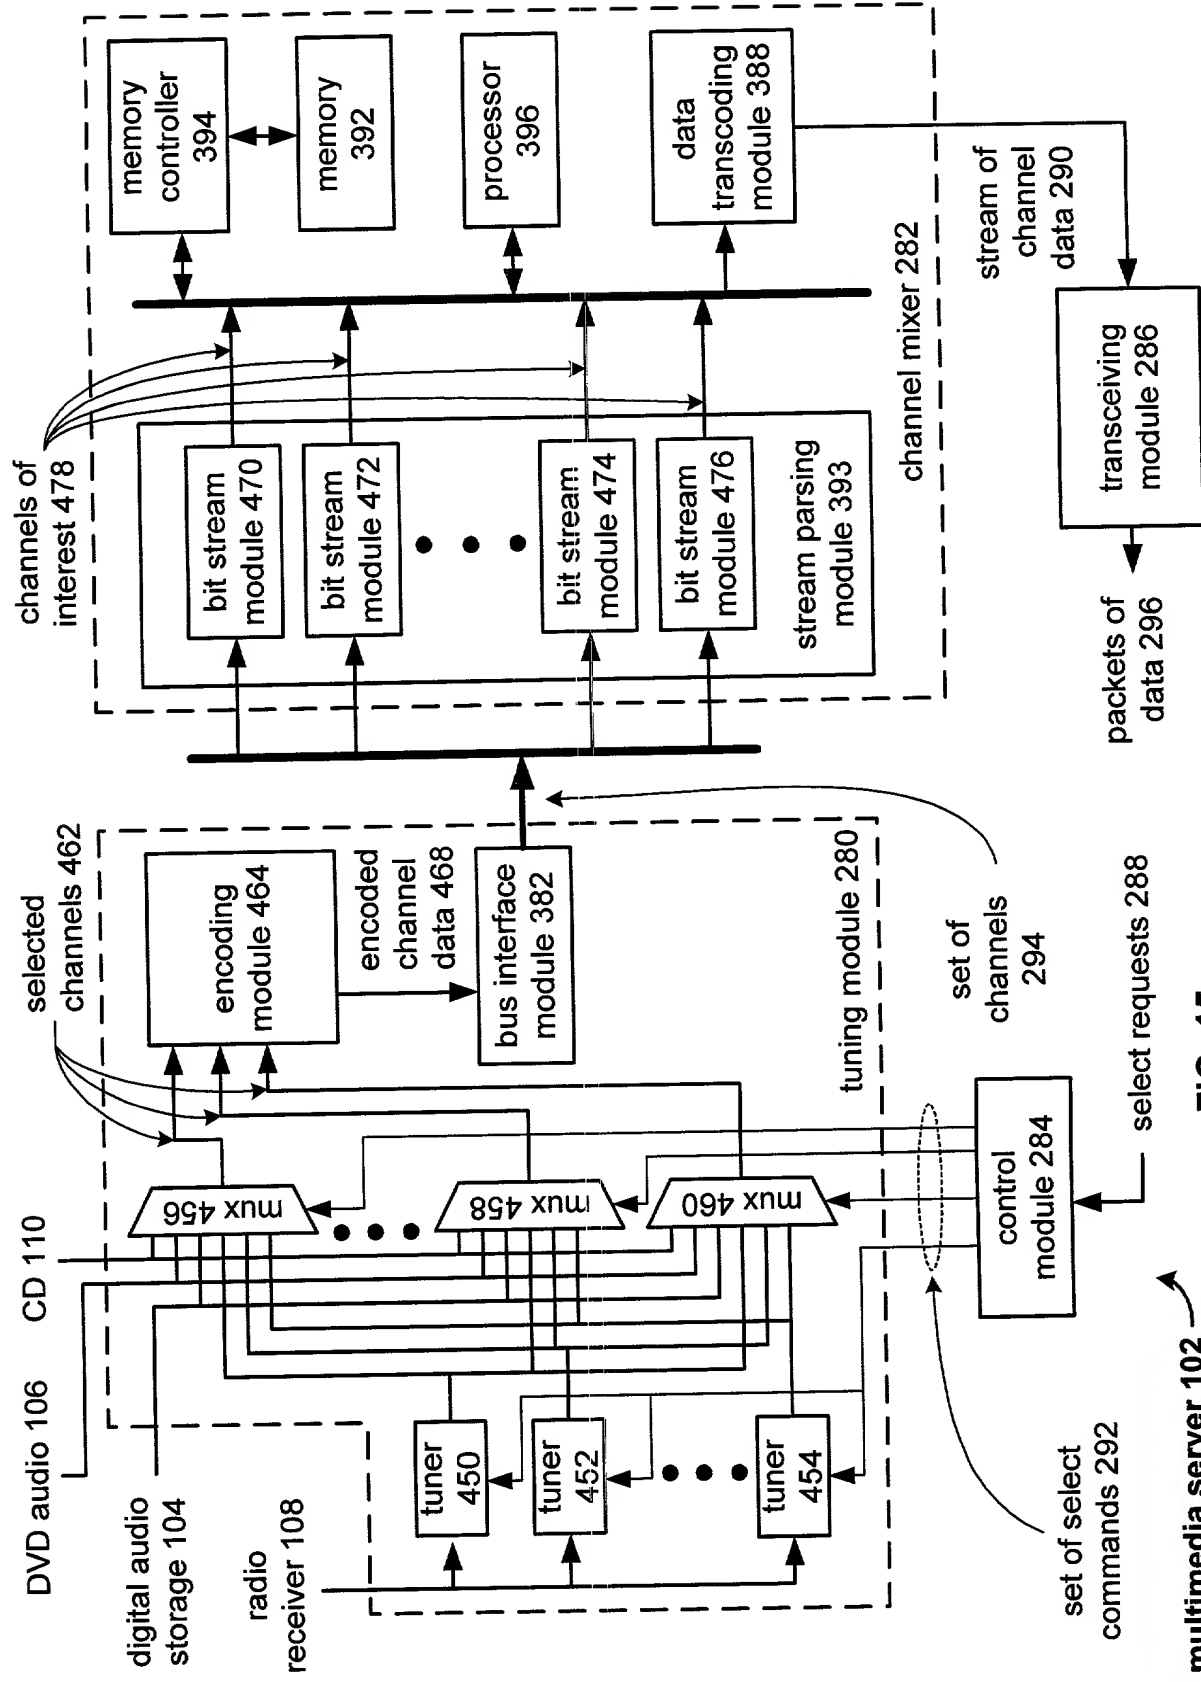 DVD audio 106
CD 110
digital audio
storage 104
radio
receiver 108
tuner
450
tuner
452
tuner
454
mux 456
mux 458
mux 460
selected
channels 462
encoding
module 464
encoded
channel
data 468
bus interface
module 382
tuning module 280
set of
channels
294
control
module 284
select requests 288
set of select
commands 292
channels of
interest 478
bit stream
module 470
bit stream
module 472
bit stream
module 474
bit stream
module 476
stream parsing
module 393
memory
controller
394
memory
392
processor
396
data
transcoding
module 388
channel mixer 282
stream of
channel
data 290
transceiving
module 286
packets of
data 296
multimedia server 102